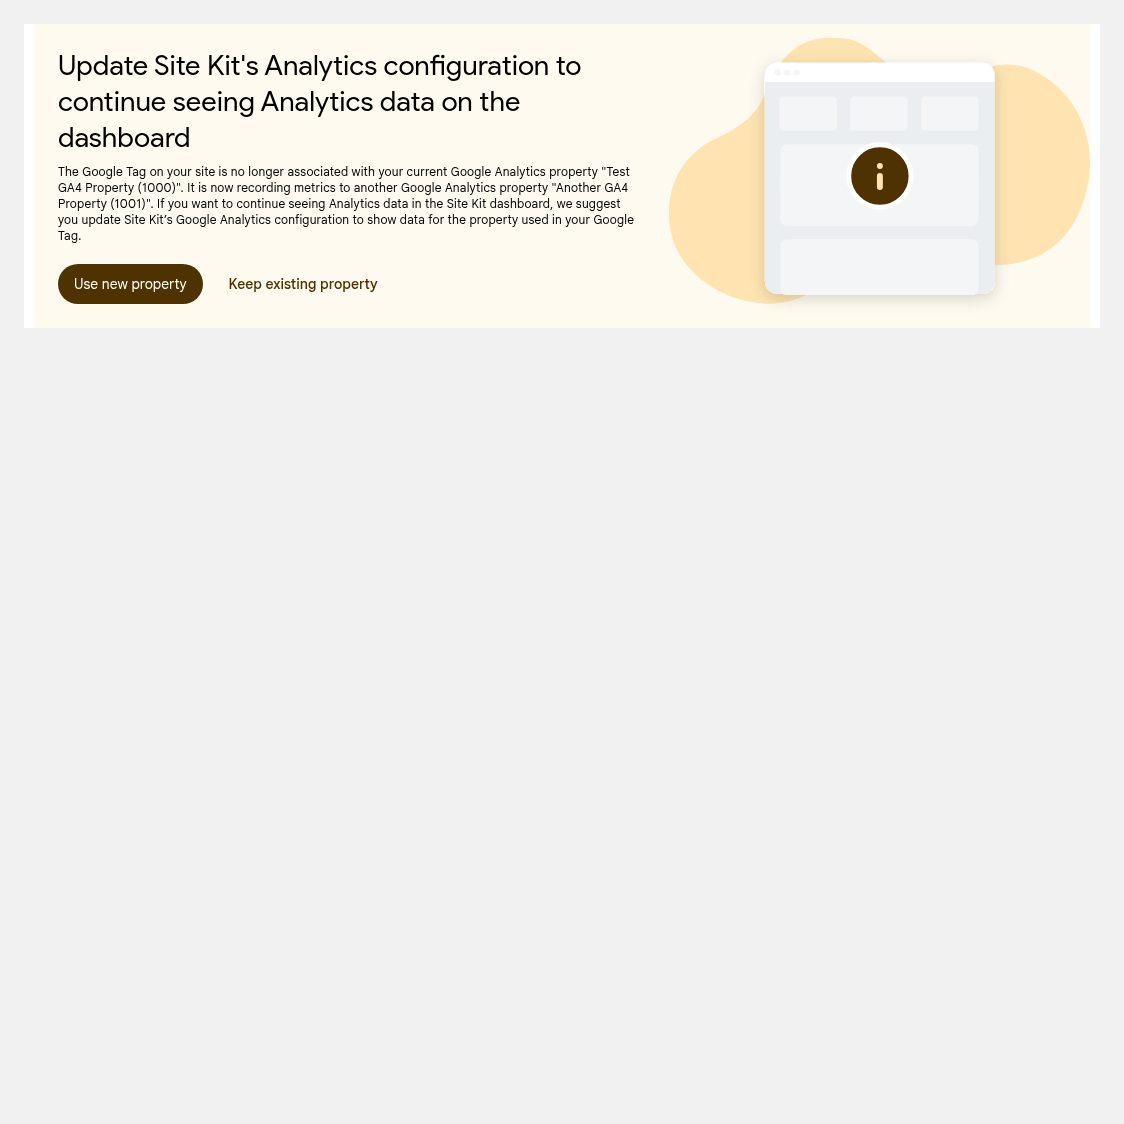 Update Site Kit's Analytics configuration to
continue seeing Analytics data on the
dashboard
The Google Tag on your site is no longer associated with your current Google Analytics property "Test
GA4 Property (1000)". It is now recording metrics to another Google Analytics property "Another GA4
Property (1001)". If you want to continue seeing Analytics data in the Site Kit dashboard, we suggest
you update Site Kit’s Google Analytics configuration to show data for the property used in your Google
Tag.
Use new property
Keep existing property